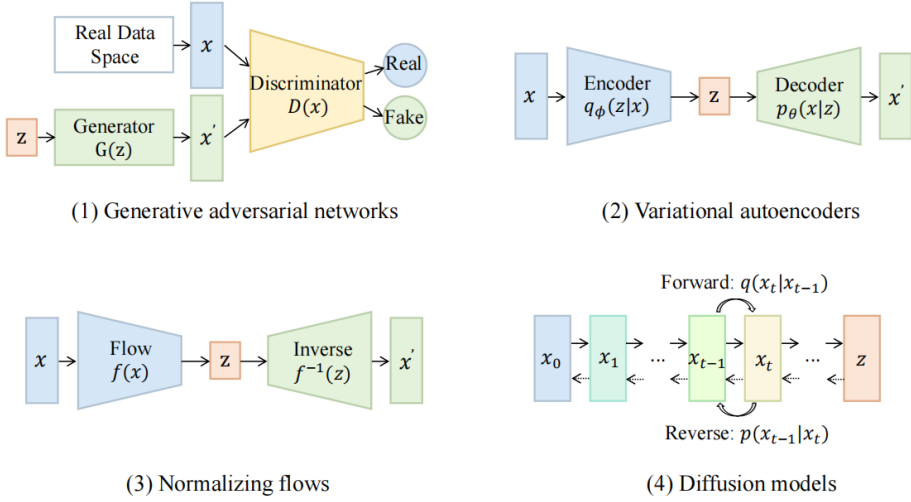 Real Data
Space
x
Discriminator
D(x)
Real
Fake
z
Generator
G(z)
x'
(1) Generative adversarial networks
x
Encoder
qϕ(z|x)
z
Decoder
pθ(x|z)
x'
(2) Variational autoencoders
x
Flow
f(x)
z
Inverse
f⁻¹(z)
x'
(3) Normalizing flows
Forward: q(xₜ|xₜ₋₁)
x₀
x₁
...
xₜ₋₁
xₜ
...
z
Reverse: p(xₜ₋₁|xₜ)
(4) Diffusion models